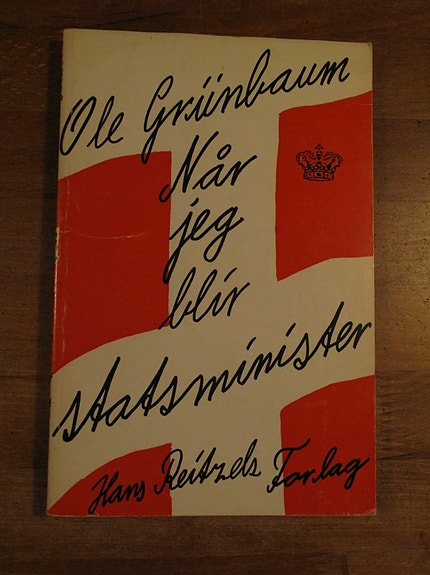 Ole Grünbaum
Når
jeg
blir
statsminister
Hans Reitzels Forlag